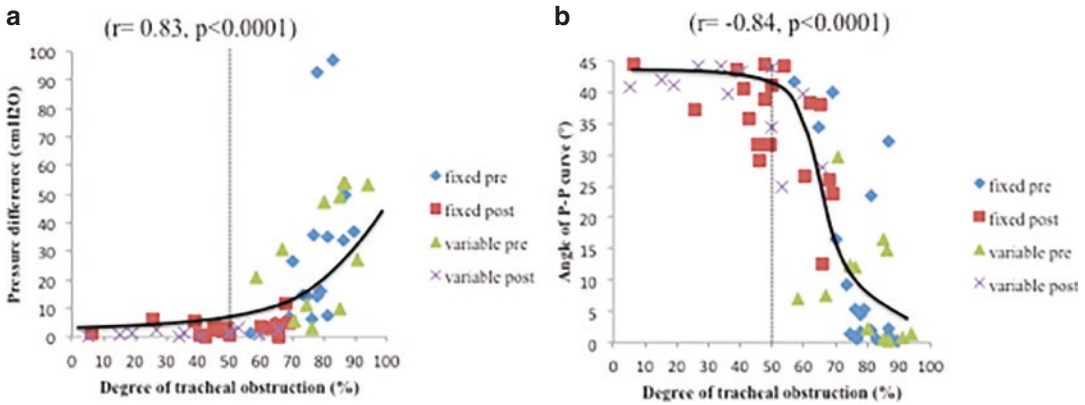 a
(r= 0.83, p<0.0001)
Pressure difference (cmH2O)
100
90
80
70
60
50
40
30
20
10
0
0 10 20 30 40 50 60 70 80 90 100
Degree of tracheal obstruction (%)
fixed pre
fixed post
variable pre
variable post
b
(r= -0.84, p<0.0001)
Angle of P-P curve (°)
45
40
35
30
25
20
15
10
5
0
0 10 20 30 40 50 60 70 80 90 100
Degree of tracheal obstruction (%)
fixed pre
fixed post
variable pre
variable post